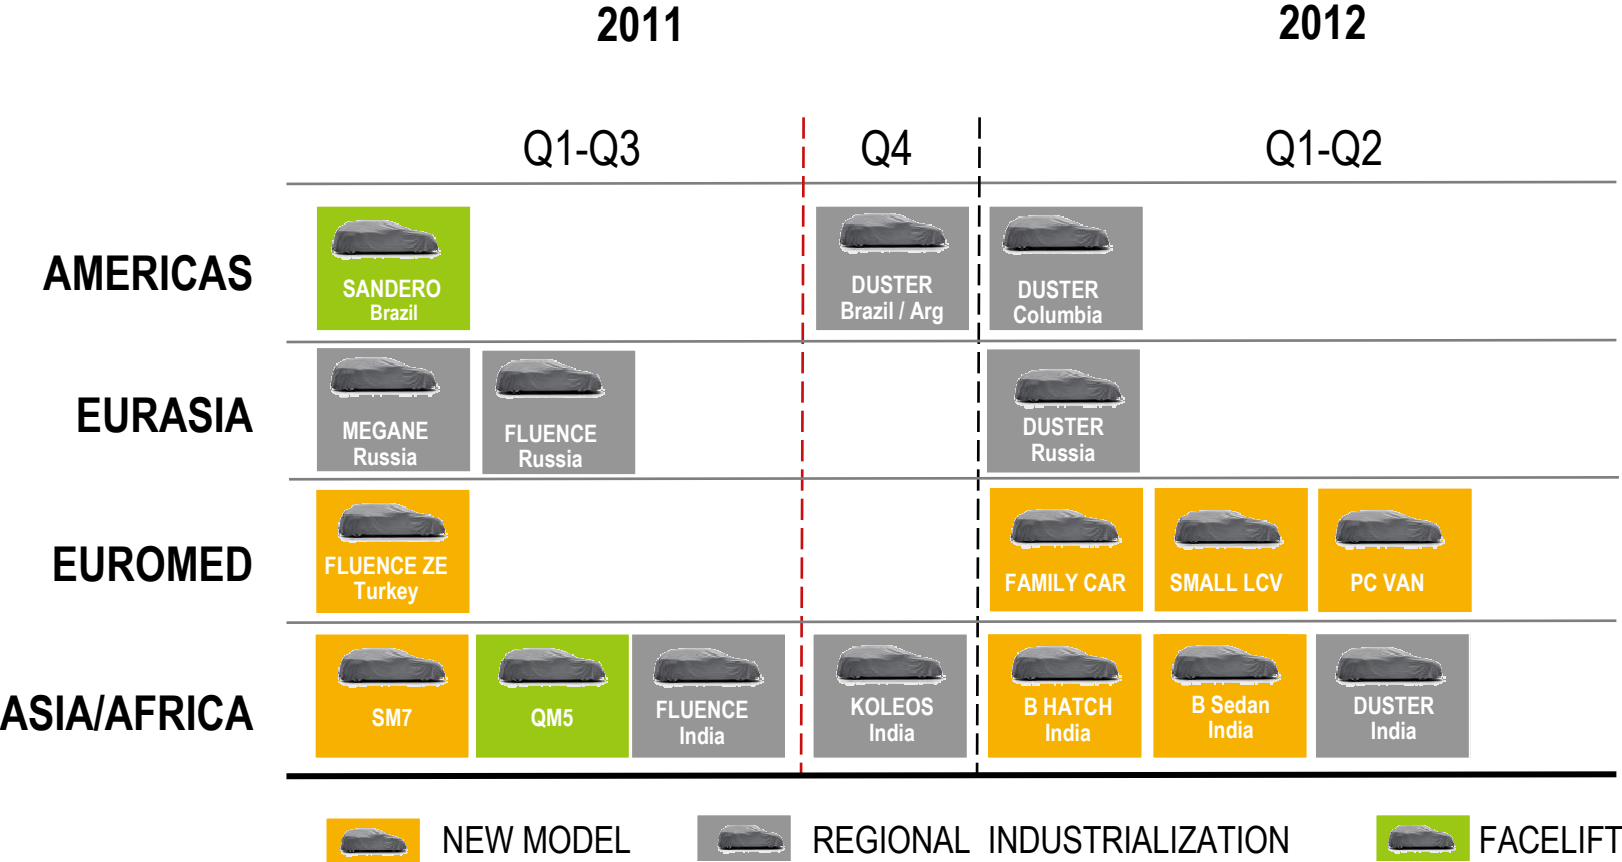 2011
2012
Q1-Q3
Q4
Q1-Q2
AMERICAS
SANDERO
Brazil
DUSTER
Brazil / Arg
DUSTER
Columbia
EURASIA
MEGANE
Russia
FLUENCE
Russia
DUSTER
Russia
EUROMED
FLUENCE ZE
Turkey
FAMILY CAR
SMALL LCV
PC VAN
ASIA/AFRICA
SM7
QM5
FLUENCE
India
KOLEOS
India
B HATCH
India
B Sedan
India
DUSTER
India
NEW MODEL
REGIONAL INDUSTRIALIZATION
FACELIFT